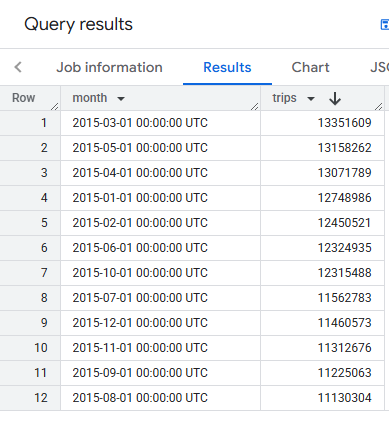 Query results
Job information Results Chart JS
Row month trips
1 2015-03-01 00:00:00 UTC 13351609
2 2015-05-01 00:00:00 UTC 13158262
3 2015-04-01 00:00:00 UTC 13071789
4 2015-01-01 00:00:00 UTC 12748986
5 2015-02-01 00:00:00 UTC 12450521
6 2015-06-01 00:00:00 UTC 12324935
7 2015-10-01 00:00:00 UTC 12315488
8 2015-07-01 00:00:00 UTC 11562783
9 2015-12-01 00:00:00 UTC 11460573
10 2015-11-01 00:00:00 UTC 11312676
11 2015-09-01 00:00:00 UTC 11225063
12 2015-08-01 00:00:00 UTC 11130304